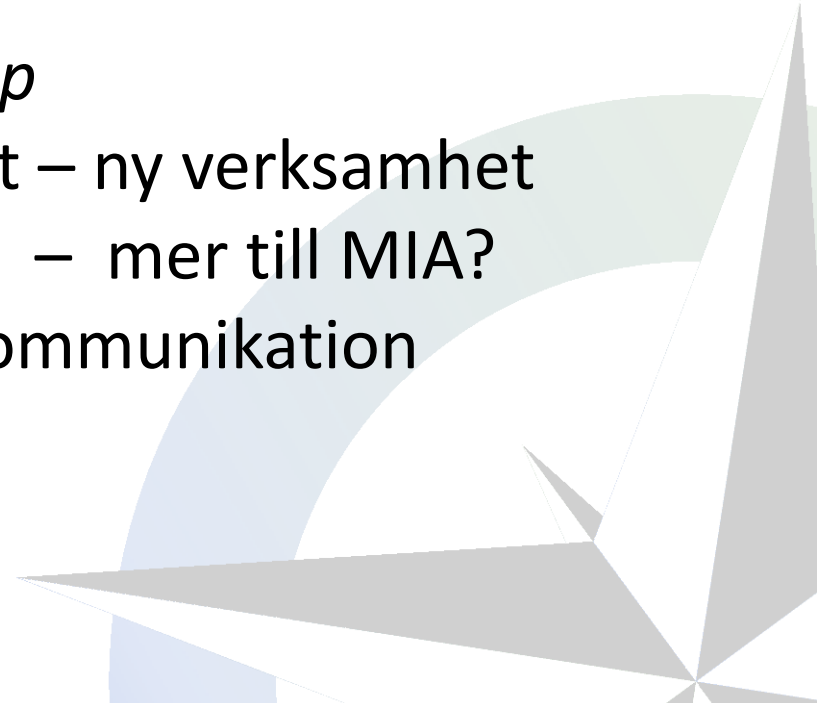 p
t – ny verksamhet
– mer till MIA?
ommunikation